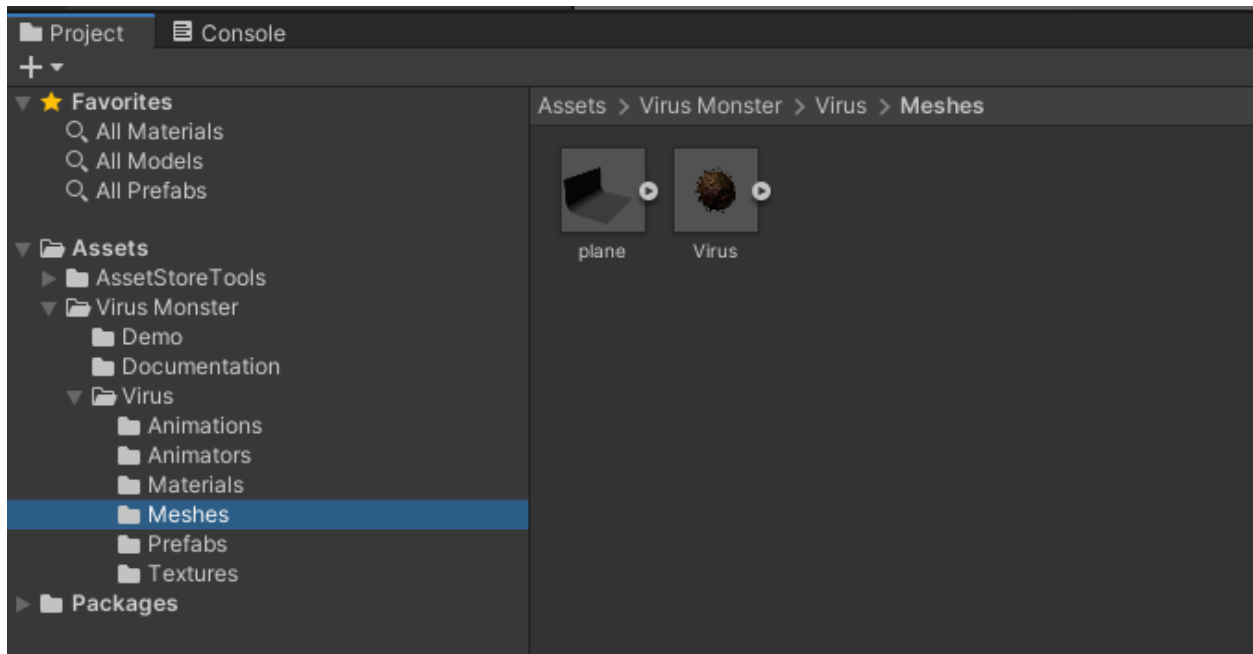 Project Console
Favorites
All Materials
All Models
All Prefabs
Assets
AssetStoreTools
Virus Monster
Demo
Documentation
Virus
Animations
Animators
Materials
Meshes
Prefabs
Textures
Packages
Assets > Virus Monster > Virus > Meshes
plane Virus